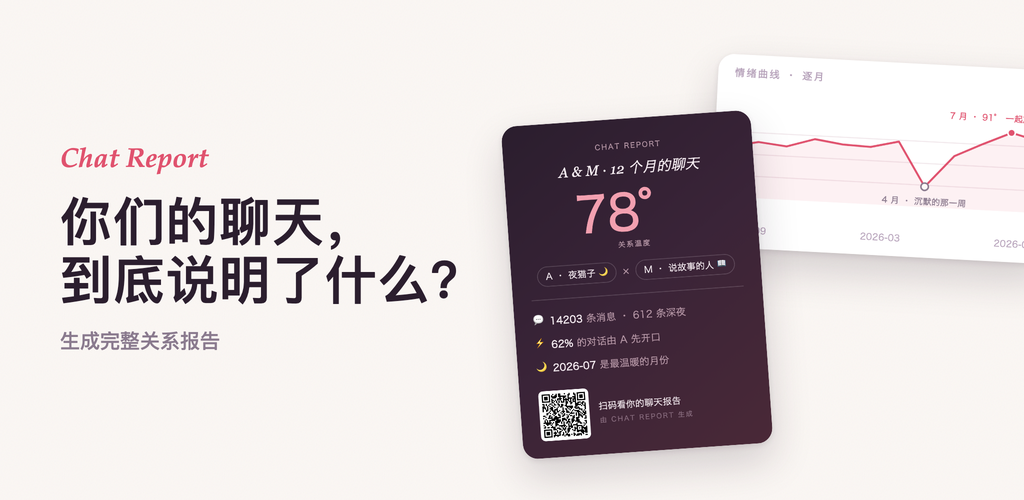 Chat Report
你们的聊天，
到底说明了什么？
生成完整关系报告
CHAT REPORT
A & M · 12 个月的聊天
78°
关系温度
A · 夜猫子 🌙 × M · 说故事的人 📖
💬 14203 条消息 · 612 条深夜
⚡ 62% 的对话由 A 先开口
🌙 2026-07 是最温暖的月份
扫码看你的聊天报告
由 CHAT REPORT 生成
情绪曲线 · 逐月
7 月 · 91° 一起
4 月 · 沉默的那一周
2026-03